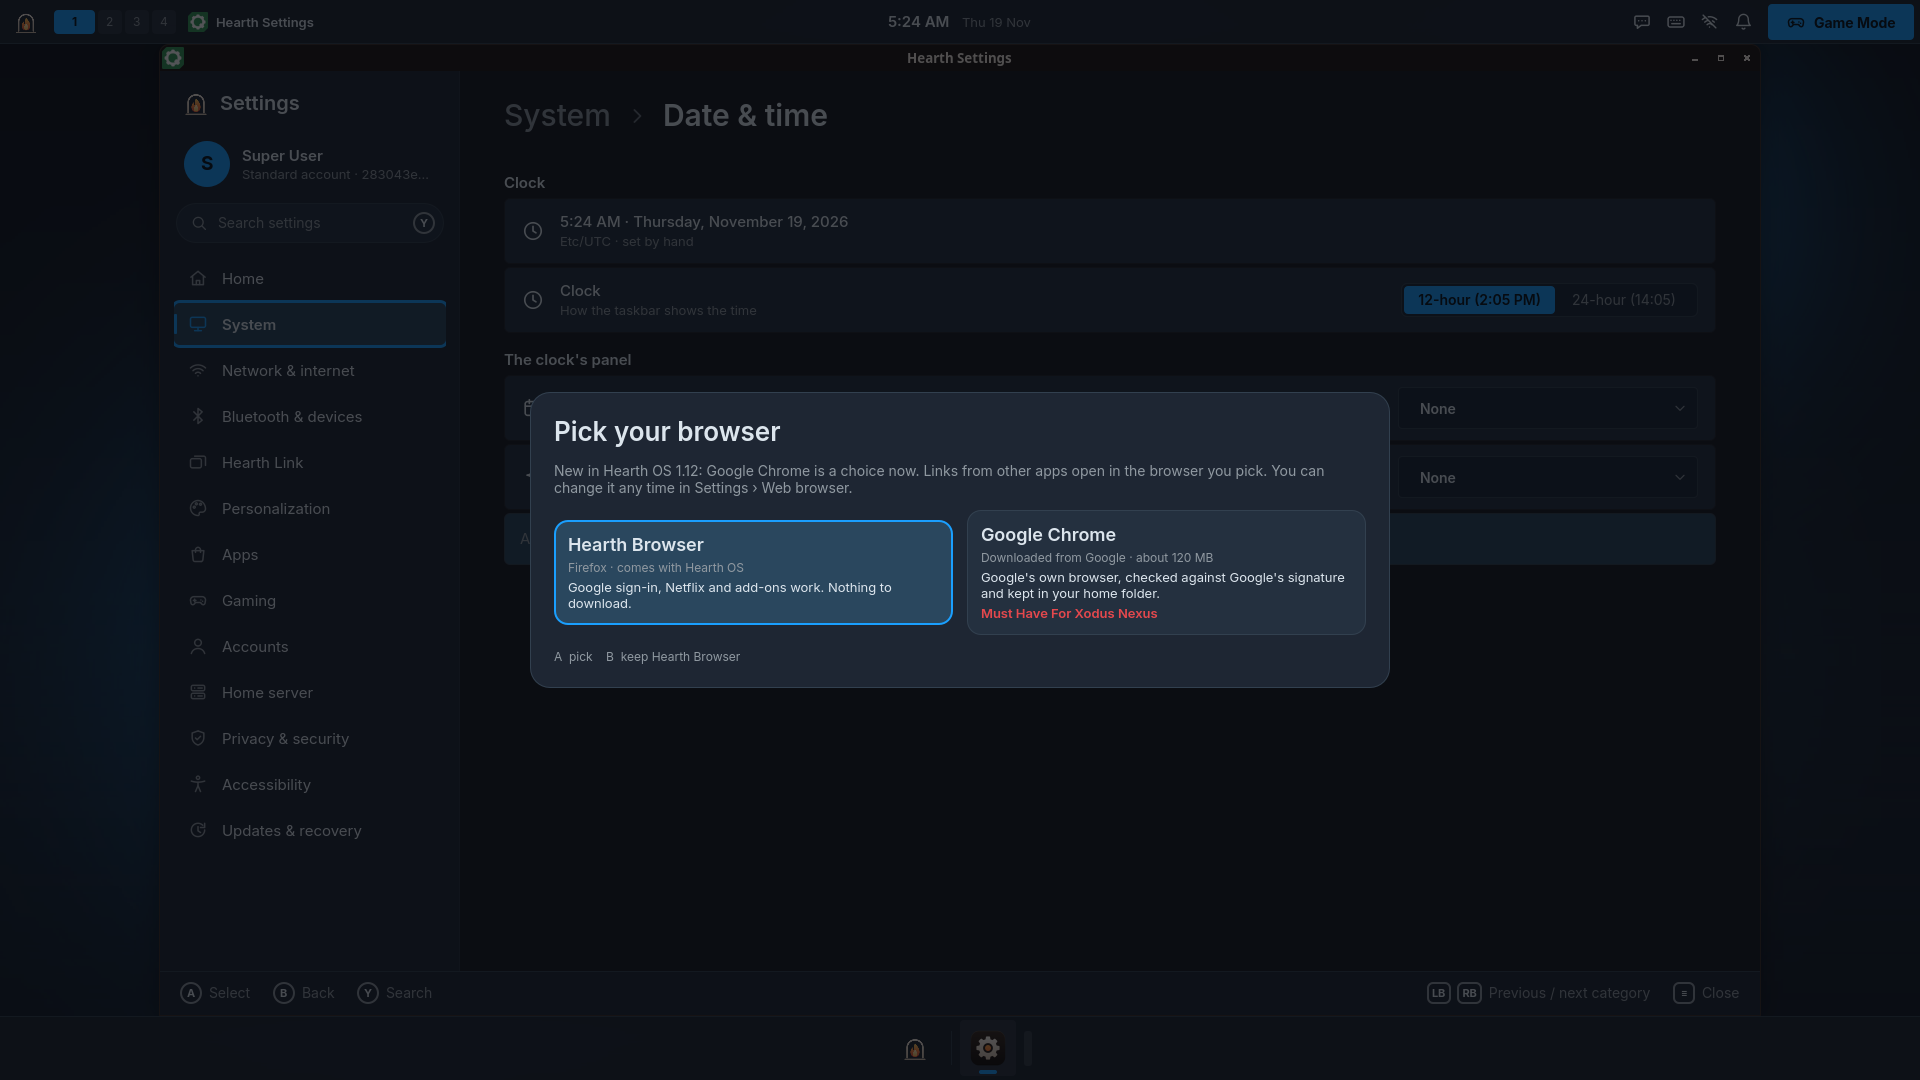 1 2 3 4 Hearth Settings
5:24 AM Thu 19 Nov
Game Mode
Hearth Settings
Settings
S
Super User
Standard account · 283043e...
Search settings Y
Home
System
Network & internet
Bluetooth & devices
Hearth Link
Personalization
Apps
Gaming
Accounts
Home server
Privacy & security
Accessibility
Updates & recovery
System > Date & time
Clock
5:24 AM · Thursday, November 19, 2026
Etc/UTC · set by hand
Clock
How the taskbar shows the time
12-hour (2:05 PM) 24-hour (14:05)
The clock's panel
None
None
A
Pick your browser
New in Hearth OS 1.12: Google Chrome is a choice now. Links from other apps open in the browser you pick. You can
change it any time in Settings › Web browser.
Hearth Browser
Firefox · comes with Hearth OS
Google sign-in, Netflix and add-ons work. Nothing to
download.
Google Chrome
Downloaded from Google · about 120 MB
Google's own browser, checked against Google's signature
and kept in your home folder.
Must Have For Xodus Nexus
A pick B keep Hearth Browser
A Select B Back Y Search
LB RB Previous / next category ≡ Close